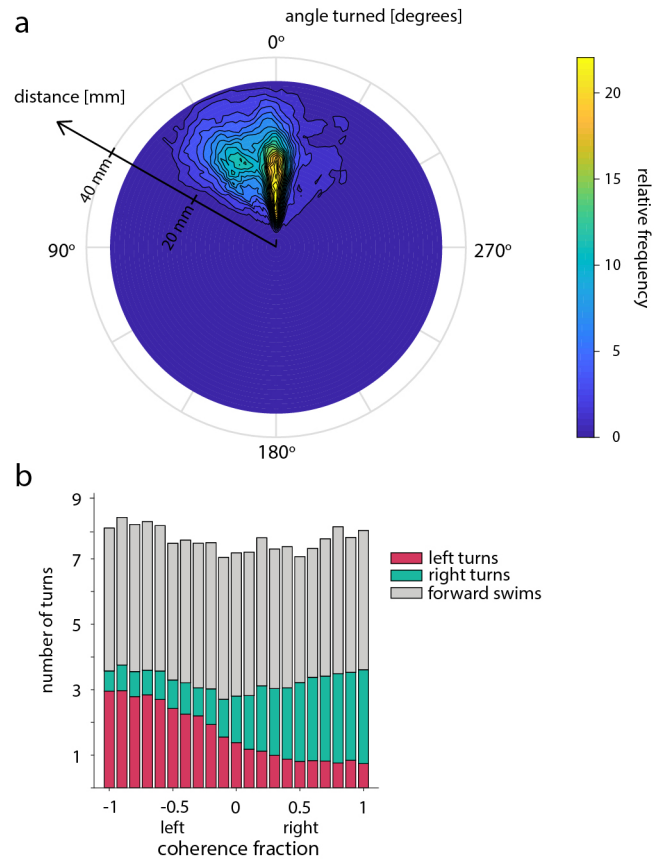 a
angle turned [degrees]
0°
distance [mm]
40 mm
20 mm
90°
270°
180°
20
15
10
5
0
relative frequency
b
9
7
5
3
1
number of turns
left turns
right turns
forward swims
-1
-0.5
0
0.5
1
left
right
coherence fraction